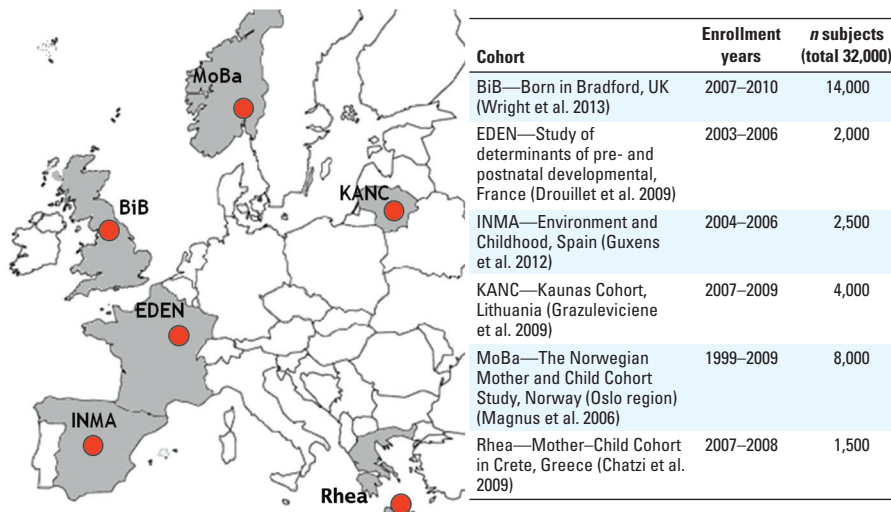 MoBa
KANC
BiB
EDEN
INMA
Rhea
Enrollment n subjects
Cohort years (total 32,000)
BiB—Born in Bradford, UK 2007–2010 14,000
(Wright et al. 2013)
EDEN—Study of 2003–2006 2,000
determinants of pre- and
postnatal developmental,
France (Drouillet et al. 2009)
INMA—Environment and 2004–2006 2,500
Childhood, Spain (Guxens
et al. 2012)
KANC—Kaunas Cohort, 2007–2009 4,000
Lithuania (Grazuleviciene
et al. 2009)
MoBa—The Norwegian 1999–2009 8,000
Mother and Child Cohort
Study, Norway (Oslo region)
(Magnus et al. 2006)
Rhea—Mother–Child Cohort 2007–2008 1,500
in Crete, Greece (Chatzi et al.
2009)